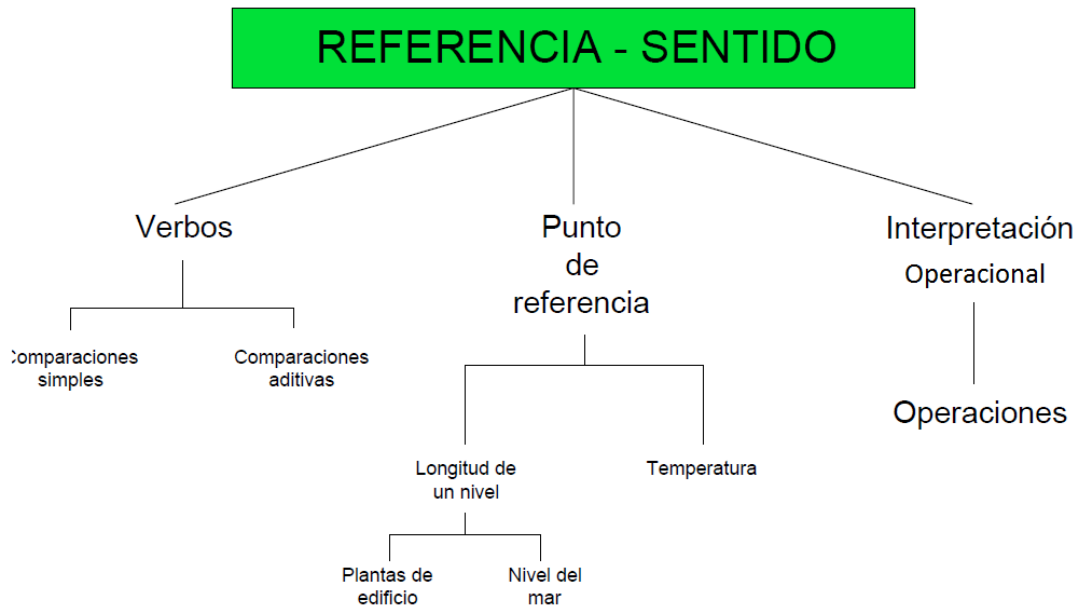 REFERENCIA - SENTIDO
Verbos
Punto
de
referencia
Interpretación
Operacional
Comparaciones
simples
Comparaciones
aditivas
Operaciones
Longitud de
un nivel
Temperatura
Plantas de
edificio
Nivel del
mar